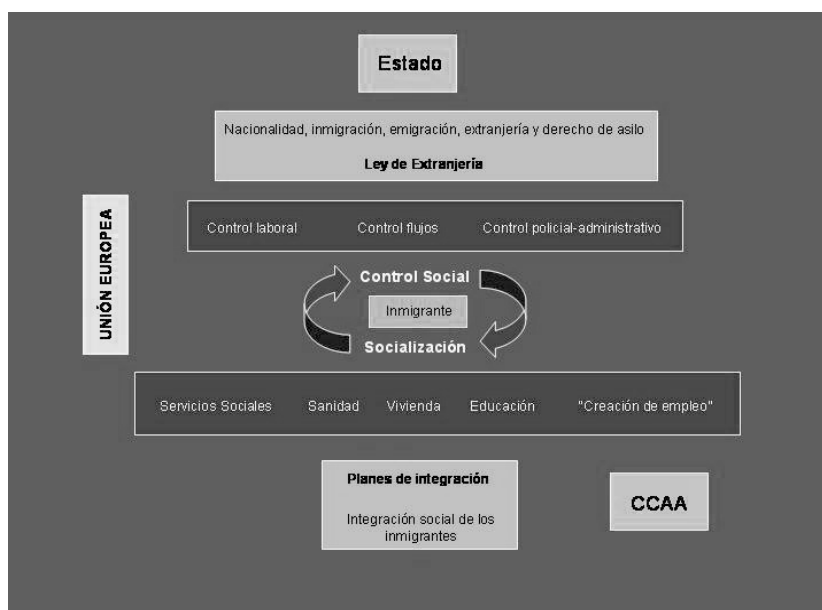 Estado
Nacionalidad, inmigración, emigración, extranjería y derecho de asilo
Ley de Extranjería
UNIÓN EUROPEA
Control laboral Control flujos Control policial-administrativo
Control Social
Inmigrante
Socialización
Servicios Sociales Sanidad Vivienda Educación "Creación de empleo"
Planes de integración
Integración social de los
inmigrantes
CCAA